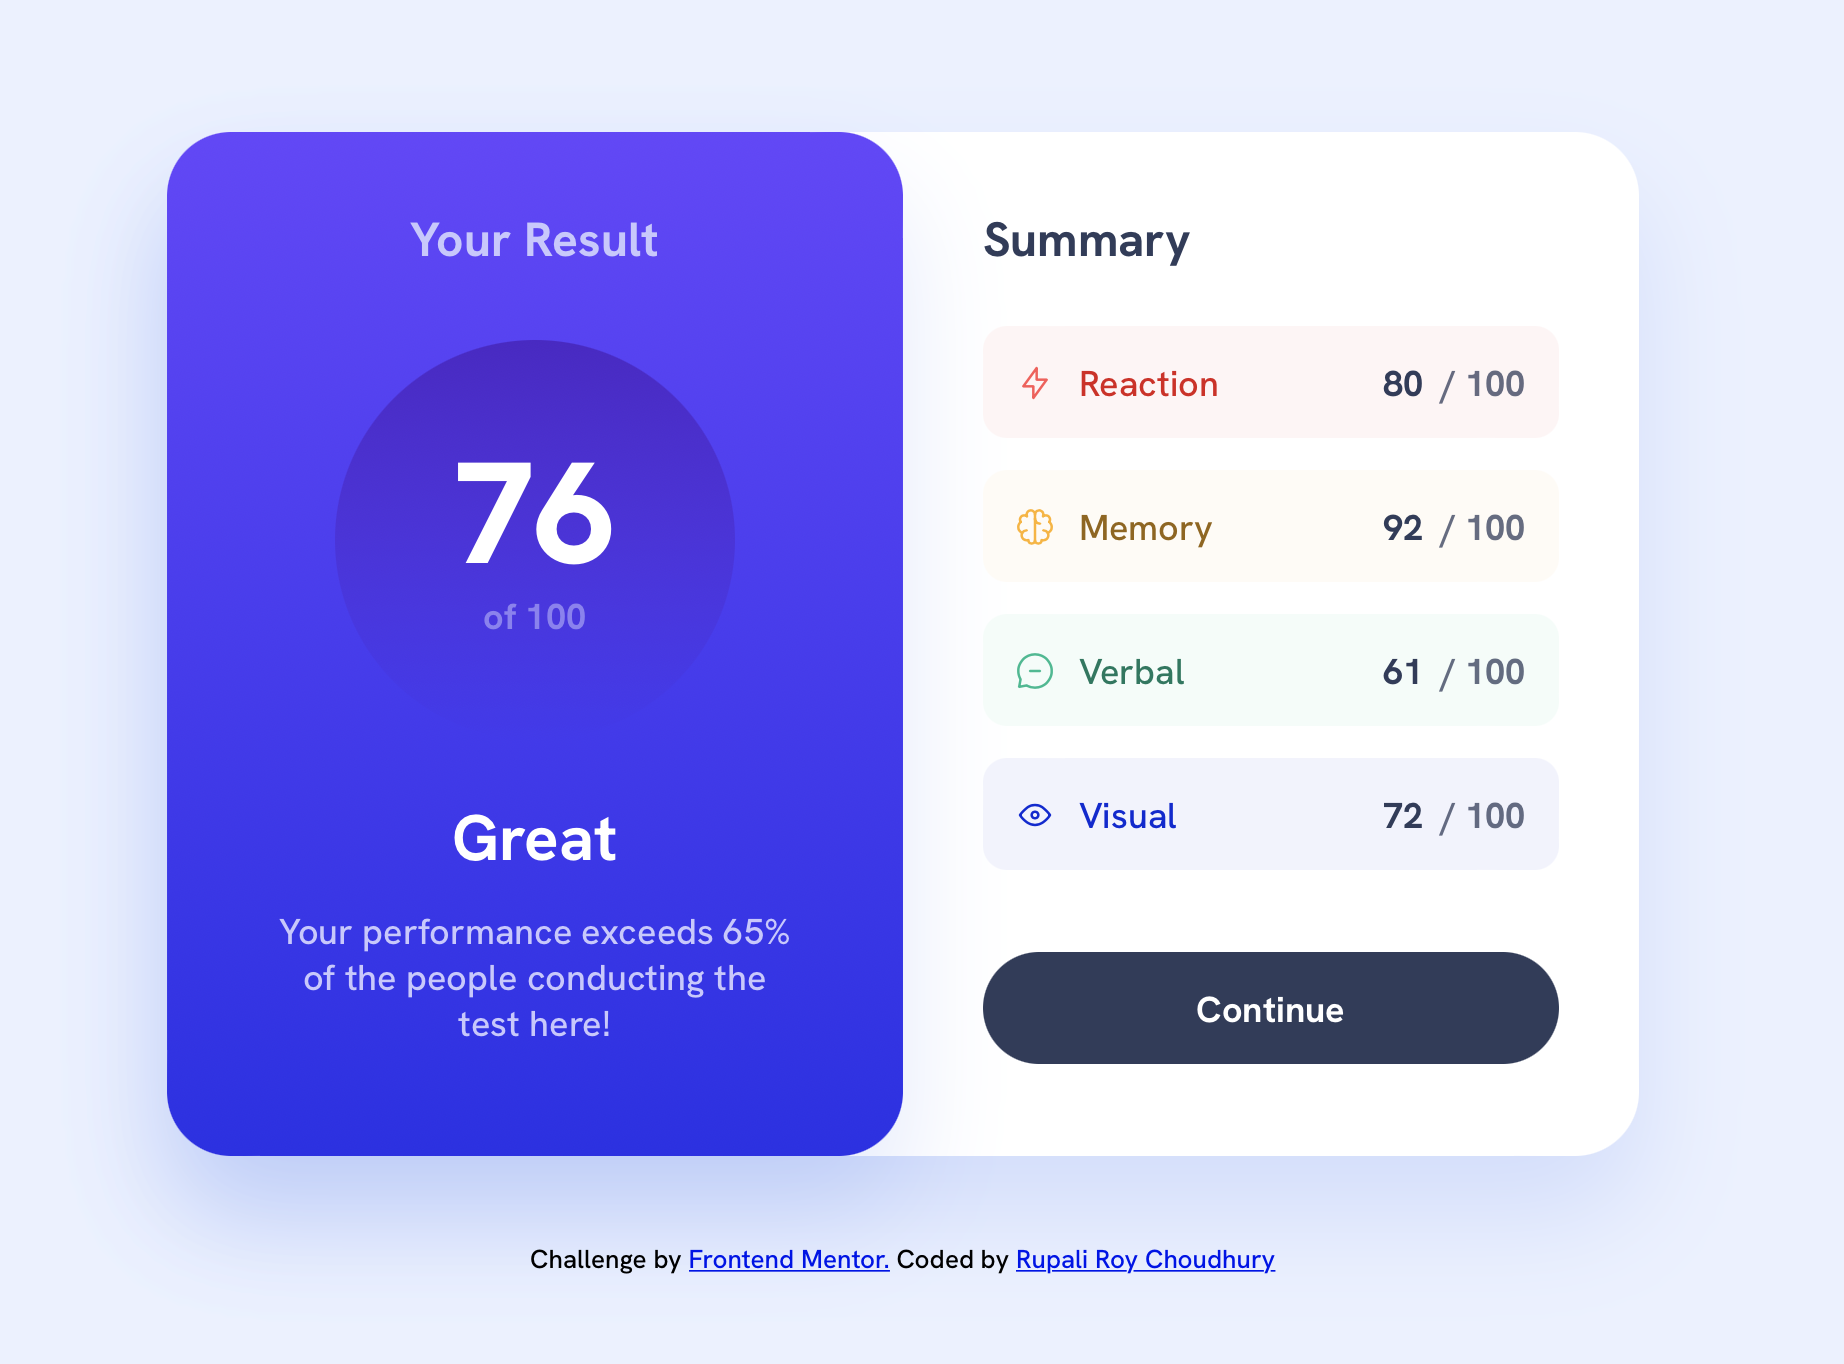 Your Result
76
of 100
Great
Your performance exceeds 65%
of the people conducting the
test here!
Summary
Reaction 80 / 100
Memory 92 / 100
Verbal 61 / 100
Visual 72 / 100
Continue
Challenge by Frontend Mentor. Coded by Rupali Roy Choudhury